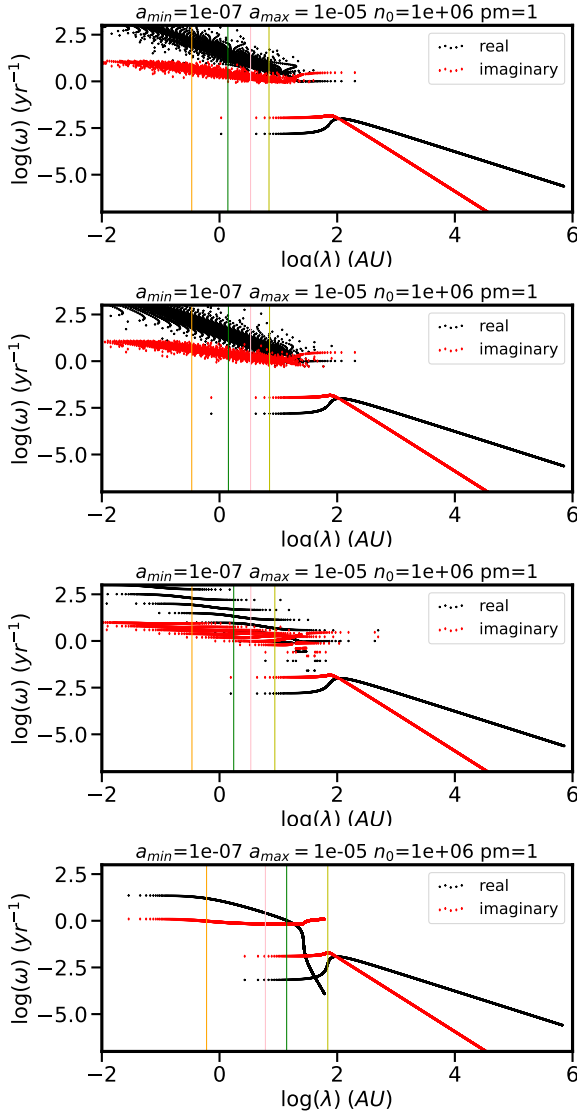 a_min=1e-07 a_max = 1e-05 n_0=1e+06 pm=1
log(ω) (yr⁻¹)
2.5
0.0
−2.5
−5.0
real
imaginary
−2 0 2 4 6
log(λ) (AU)
a_min=1e-07 a_max = 1e-05 n_0=1e+06 pm=1
log(ω) (yr⁻¹)
2.5
0.0
−2.5
−5.0
real
imaginary
−2 0 2 4 6
log(λ) (AU)
a_min=1e-07 a_max = 1e-05 n_0=1e+06 pm=1
log(ω) (yr⁻¹)
2.5
0.0
−2.5
−5.0
real
imaginary
−2 0 2 4 6
log(λ) (AU)
a_min=1e-07 a_max = 1e-05 n_0=1e+06 pm=1
log(ω) (yr⁻¹)
2.5
0.0
−2.5
−5.0
real
imaginary
−2 0 2 4 6
log(λ) (AU)